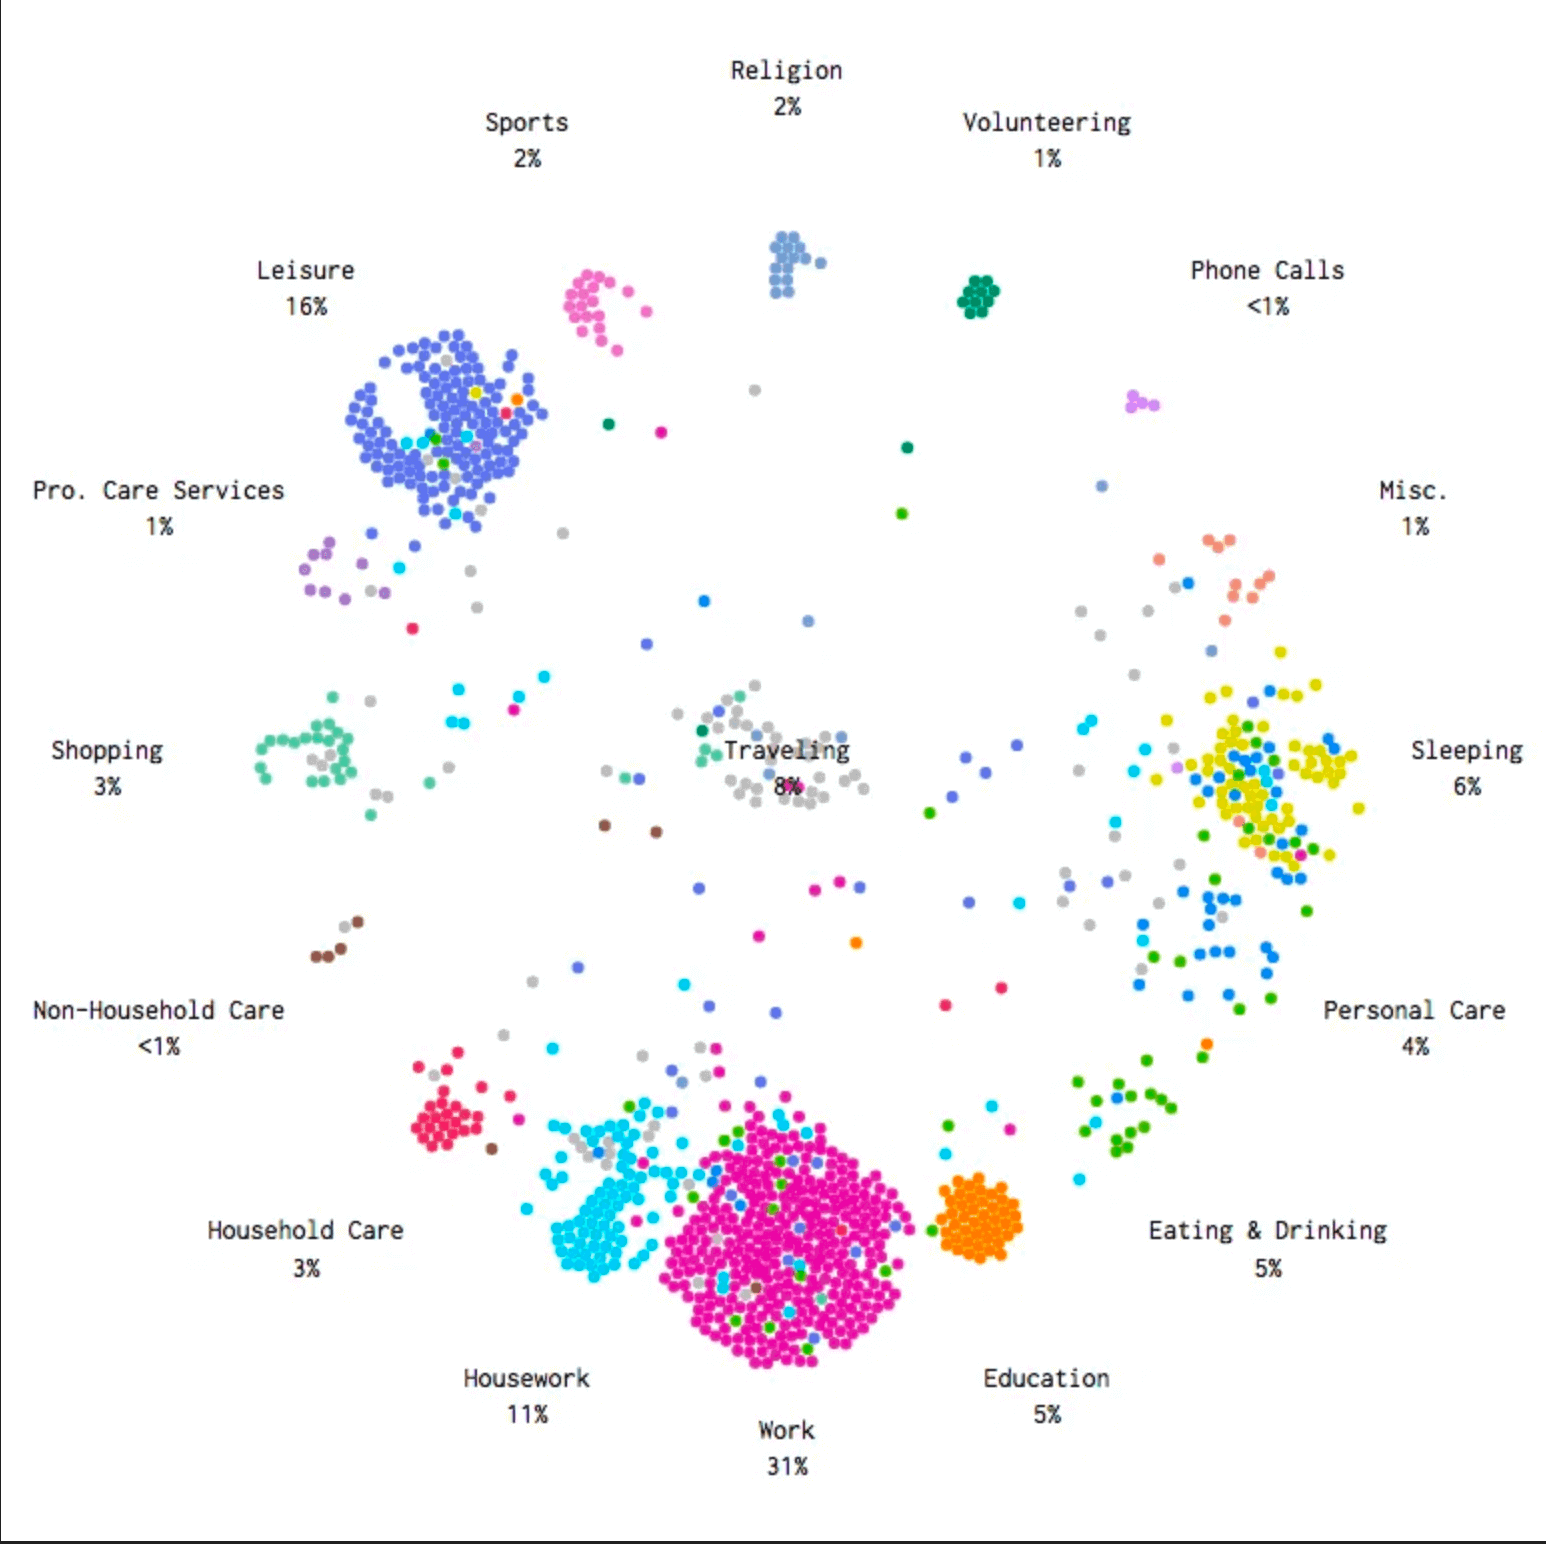 Religion
2%
Sports
2%
Volunteering
1%
Leisure
16%
Phone Calls
<1%
Pro. Care Services
1%
Misc.
1%
Shopping
3%
Traveling
8%
Sleeping
6%
Non-Household Care
<1%
Personal Care
4%
Household Care
3%
Eating & Drinking
5%
Housework
11%
Education
5%
Work
31%